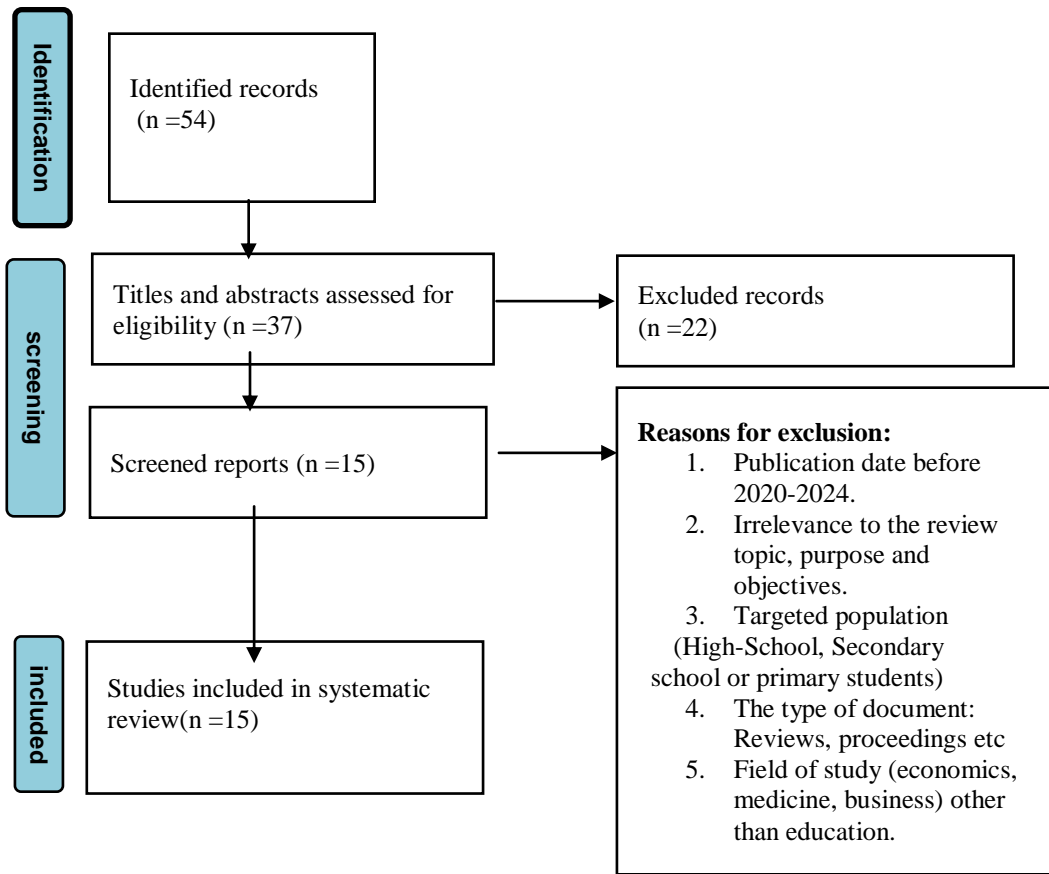 Identification
Identified records
(n =54)
screening
Titles and abstracts assessed for
eligibility (n =37)
Excluded records
(n =22)
Screened reports (n =15)
Reasons for exclusion:
1. Publication date before
2020-2024.
2. Irrelevance to the review
topic, purpose and
objectives.
3. Targeted population
(High-School, Secondary
school or primary students)
4. The type of document:
Reviews, proceedings etc
5. Field of study (economics,
medicine, business) other
than education.
included
Studies included in systematic
review(n =15)